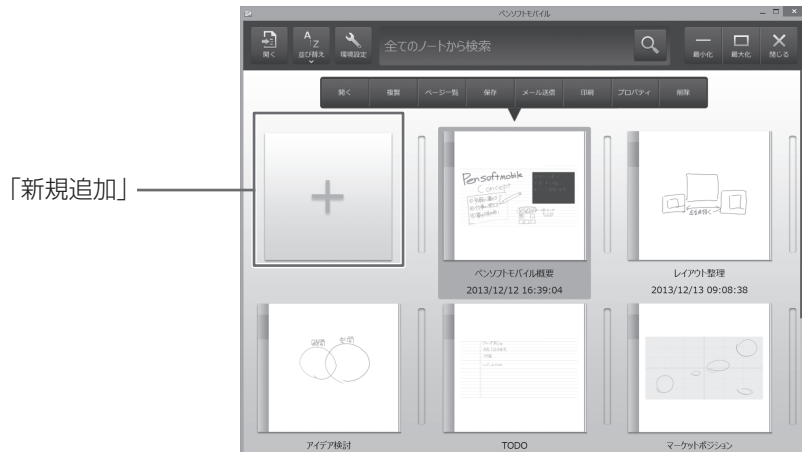 ペンソフトモバイル
開く
並び替え
環境設定
全てのノートから検索
最小化
最大化
閉じる
開く
複製
ページ一覧
保存
メール送信
印刷
プロパティ
削除
「新規追加」
Pensoftmobile
Concept
ペンソフトモバイル概要
2013/12/12 16:39:04
レイアウト整理
2013/12/13 09:08:38
アイデア検討
TODO
マーケットポジション